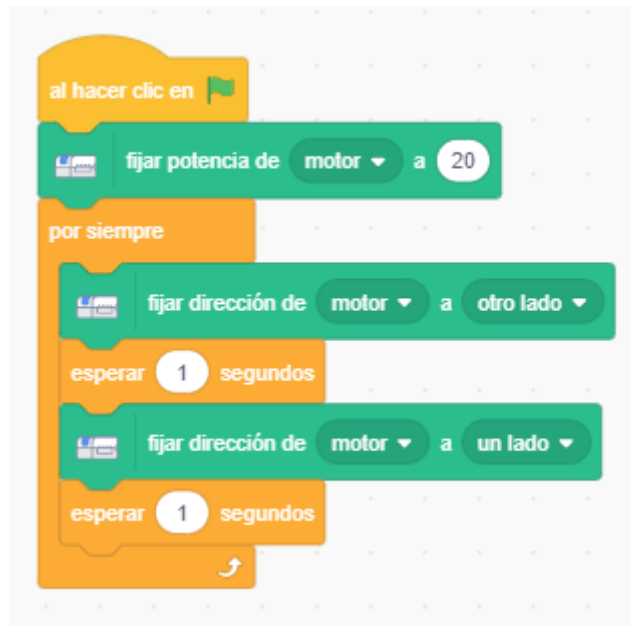 al hacer clic en
fijar potencia de motor a 20
por siempre
fijar dirección de motor a otro lado
esperar 1 segundos
fijar dirección de motor a un lado
esperar 1 segundos